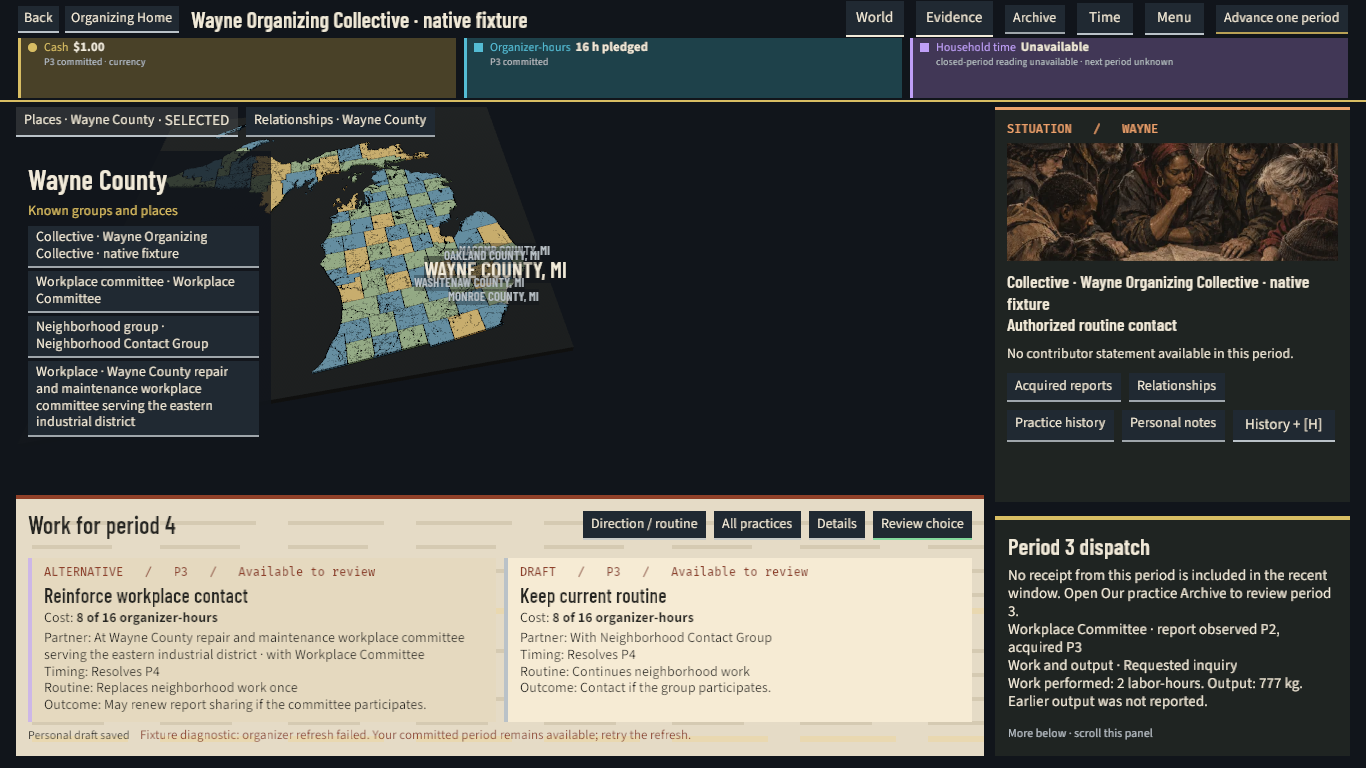 Back
Organizing Home
Wayne Organizing Collective · native fixture
World
Evidence
Archive
Time
Menu
Advance one period
Cash $1.00
P3 committed · currency
Organizer-hours 16 h pledged
P3 committed
Household time Unavailable
closed-period reading unavailable · next period unknown
Places · Wayne County · SELECTED
Relationships · Wayne County
Wayne County
Known groups and places
Collective · Wayne Organizing
Collective · native fixture
Workplace committee · Workplace
Committee
Neighborhood group ·
Neighborhood Contact Group
Workplace · Wayne County repair
and maintenance workplace
committee serving the eastern
industrial district
MACOMB COUNTY, MI
OAKLAND COUNTY, MI
WAYNE COUNTY, MI
WASHTENAW COUNTY, MI
MONROE COUNTY, MI
SITUATION / WAYNE
Collective · Wayne Organizing Collective · native
fixture
Authorized routine contact
No contributor statement available in this period.
Acquired reports
Relationships
Practice history
Personal notes
History + [H]
Work for period 4
Direction / routine
All practices
Details
Review choice
ALTERNATIVE / P3 / Available to review
Reinforce workplace contact
Cost: 8 of 16 organizer-hours
Partner: At Wayne County repair and maintenance workplace committee
serving the eastern industrial district · with Workplace Committee
Timing: Resolves P4
Routine: Replaces neighborhood work once
Outcome: May renew report sharing if the committee participates.
DRAFT / P3 / Available to review
Keep current routine
Cost: 8 of 16 organizer-hours
Partner: With Neighborhood Contact Group
Timing: Resolves P4
Routine: Continues neighborhood work
Outcome: Contact if the group participates.
Personal draft saved
Fixture diagnostic: organizer refresh failed. Your committed period remains available; retry the refresh.
Period 3 dispatch
No receipt from this period is included in the recent
window. Open Our practice Archive to review period
3.
Workplace Committee · report observed P2,
acquired P3
Work and output · Requested inquiry
Work performed: 2 labor-hours. Output: 777 kg.
Earlier output was not reported.
More below · scroll this panel